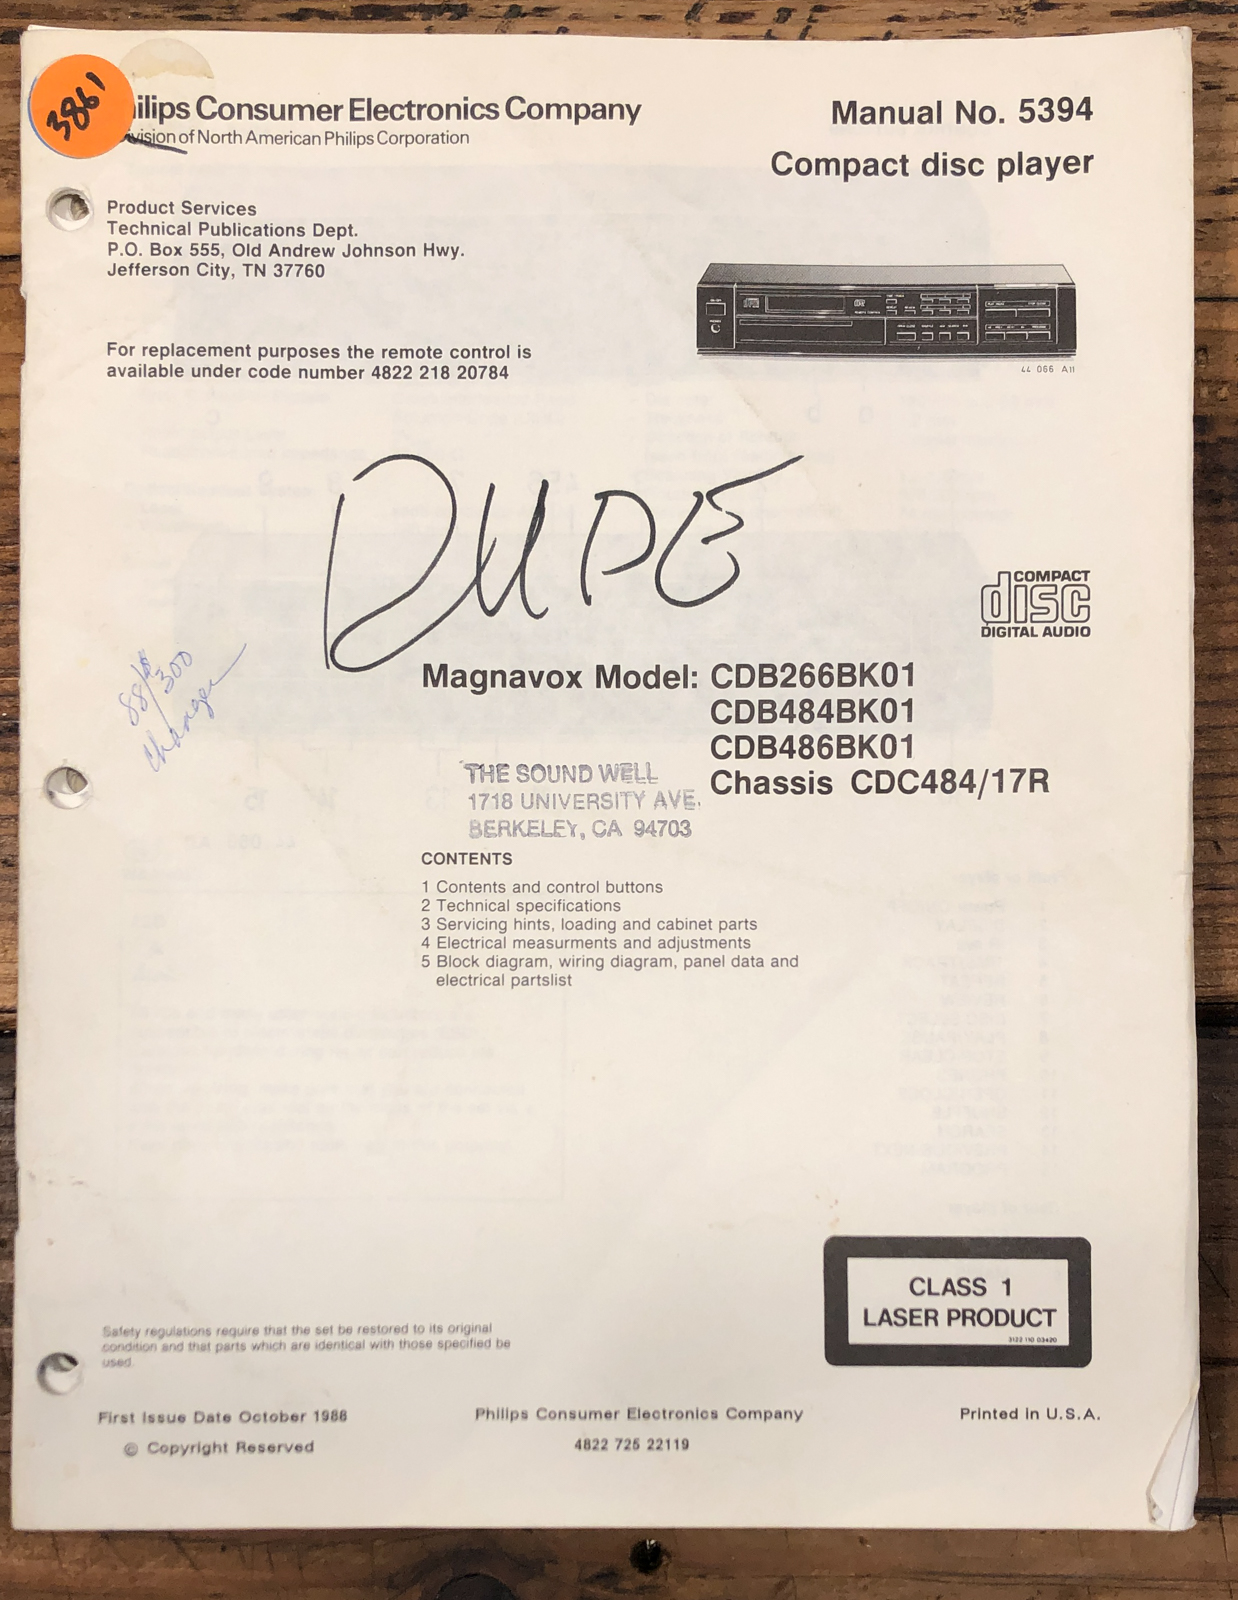 3861
ilips Consumer Electronics Company
ivision of North American Philips Corporation
Manual No. 5394
Compact disc player
Product Services
Technical Publications Dept.
P.O. Box 555, Old Andrew Johnson Hwy.
Jefferson City, TN 37760
44 066 A11
For replacement purposes the remote control is
available under code number 4822 218 20784
DUPE
COMPACT
disc
DIGITAL AUDIO
Magnavox Model: CDB266BK01
CDB484BK01
CDB486BK01
Chassis CDC484/17R
300
changer
THE SOUND WELL
1718 UNIVERSITY AVE.
BERKELEY, CA 94703
CONTENTS
1 Contents and control buttons
2 Technical specifications
3 Servicing hints, loading and cabinet parts
4 Electrical measurments and adjustments
5 Block diagram, wiring diagram, panel data and
electrical partslist
CLASS 1
LASER PRODUCT
3122 110 03420
Safety regulations require that the set be restored to its original
condition and that parts which are identical with those specified be
used.
First Issue Date October 1988
Philips Consumer Electronics Company
Printed in U.S.A.
© Copyright Reserved
4822 725 22119